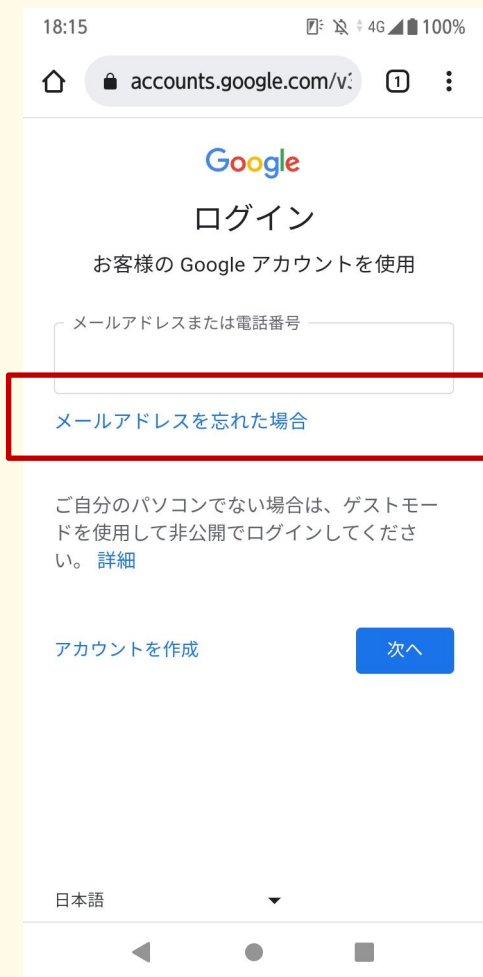 18:15 4G 100%
accounts.google.com/v3 1
Google
ログイン
お客様の Google アカウントを使用
メールアドレスまたは電話番号
メールアドレスを忘れた場合
ご自分のパソコンでない場合は、ゲストモー
ドを使用して非公開でログインしてくださ
い。 詳細
アカウントを作成 次へ
日本語